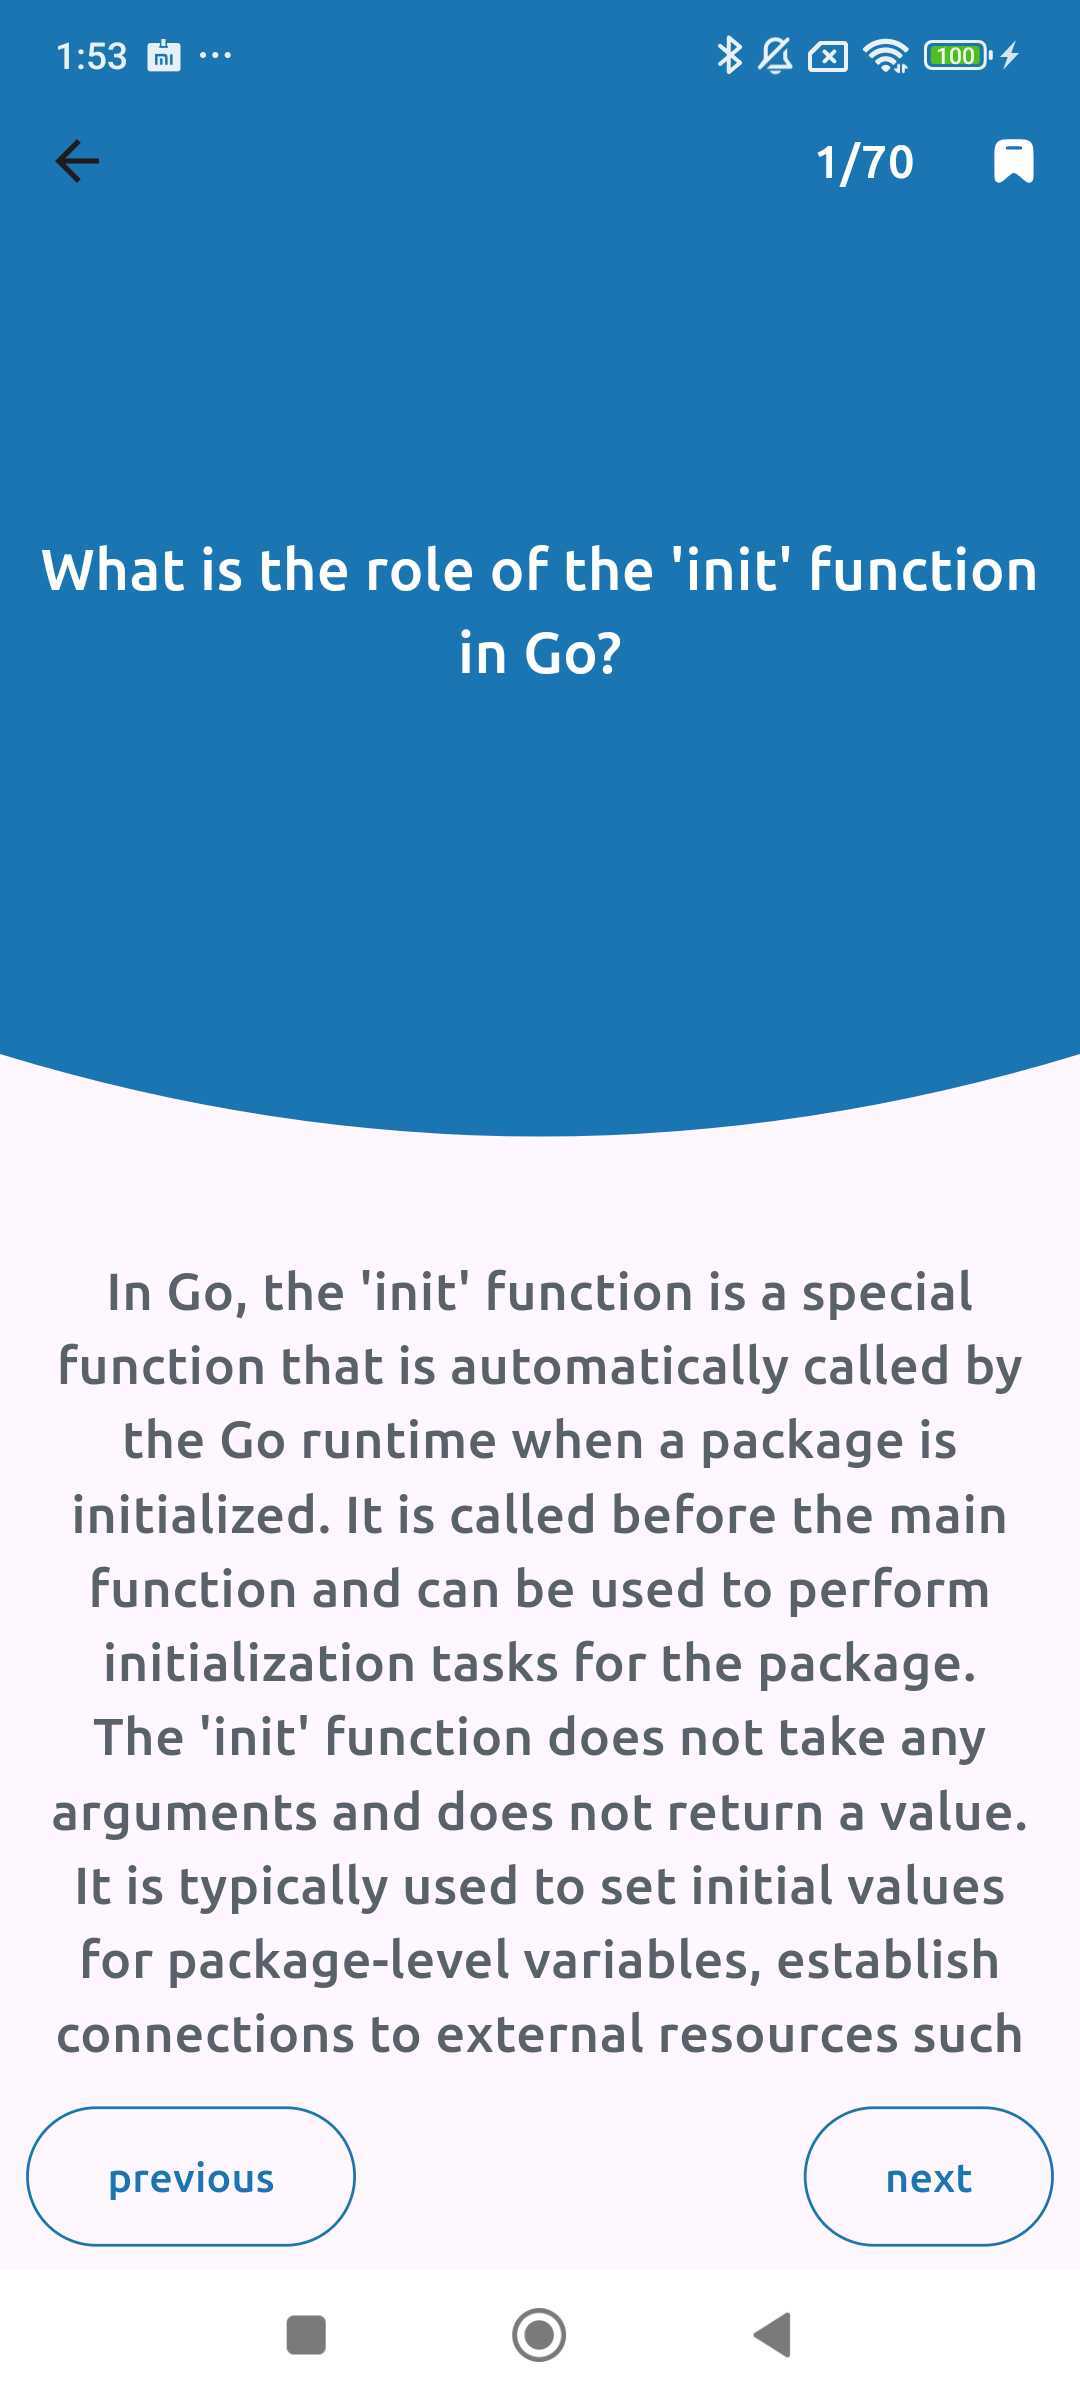 1:53
1/70
100
What is the role of the 'init' function
in Go?
In Go, the 'init' function is a special
function that is automatically called by
the Go runtime when a package is
initialized. It is called before the main
function and can be used to perform
initialization tasks for the package.
The 'init' function does not take any
arguments and does not return a value.
It is typically used to set initial values
for package-level variables, establish
connections to external resources such
previous
next